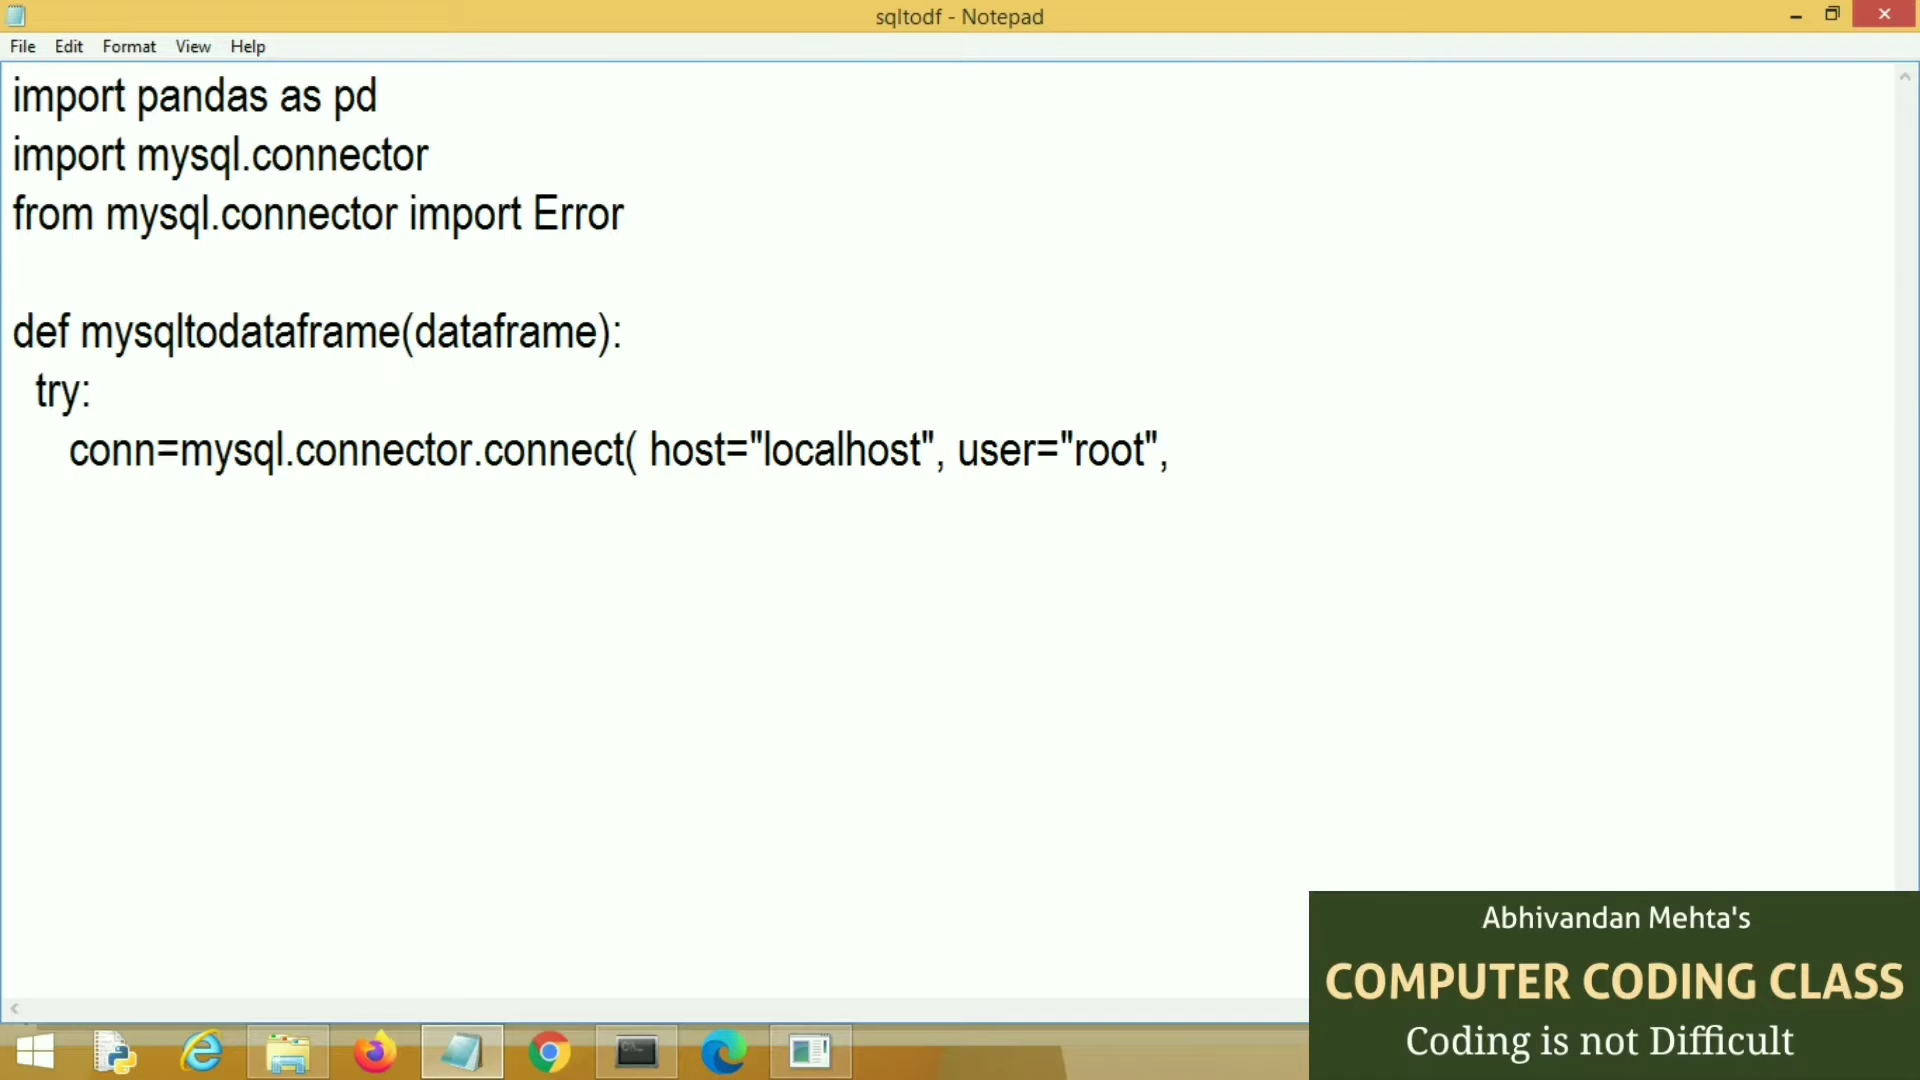 sqltodf - Notepad
File Edit Format View Help
import pandas as pd
import mysql.connector
from mysql.connector import Error
def mysqltodataframe(dataframe):
try:
conn=mysql.connector.connect( host="localhost", user="root",
Abhivandan Mehta's
COMPUTER CODING CLASS
Coding is not Difficult